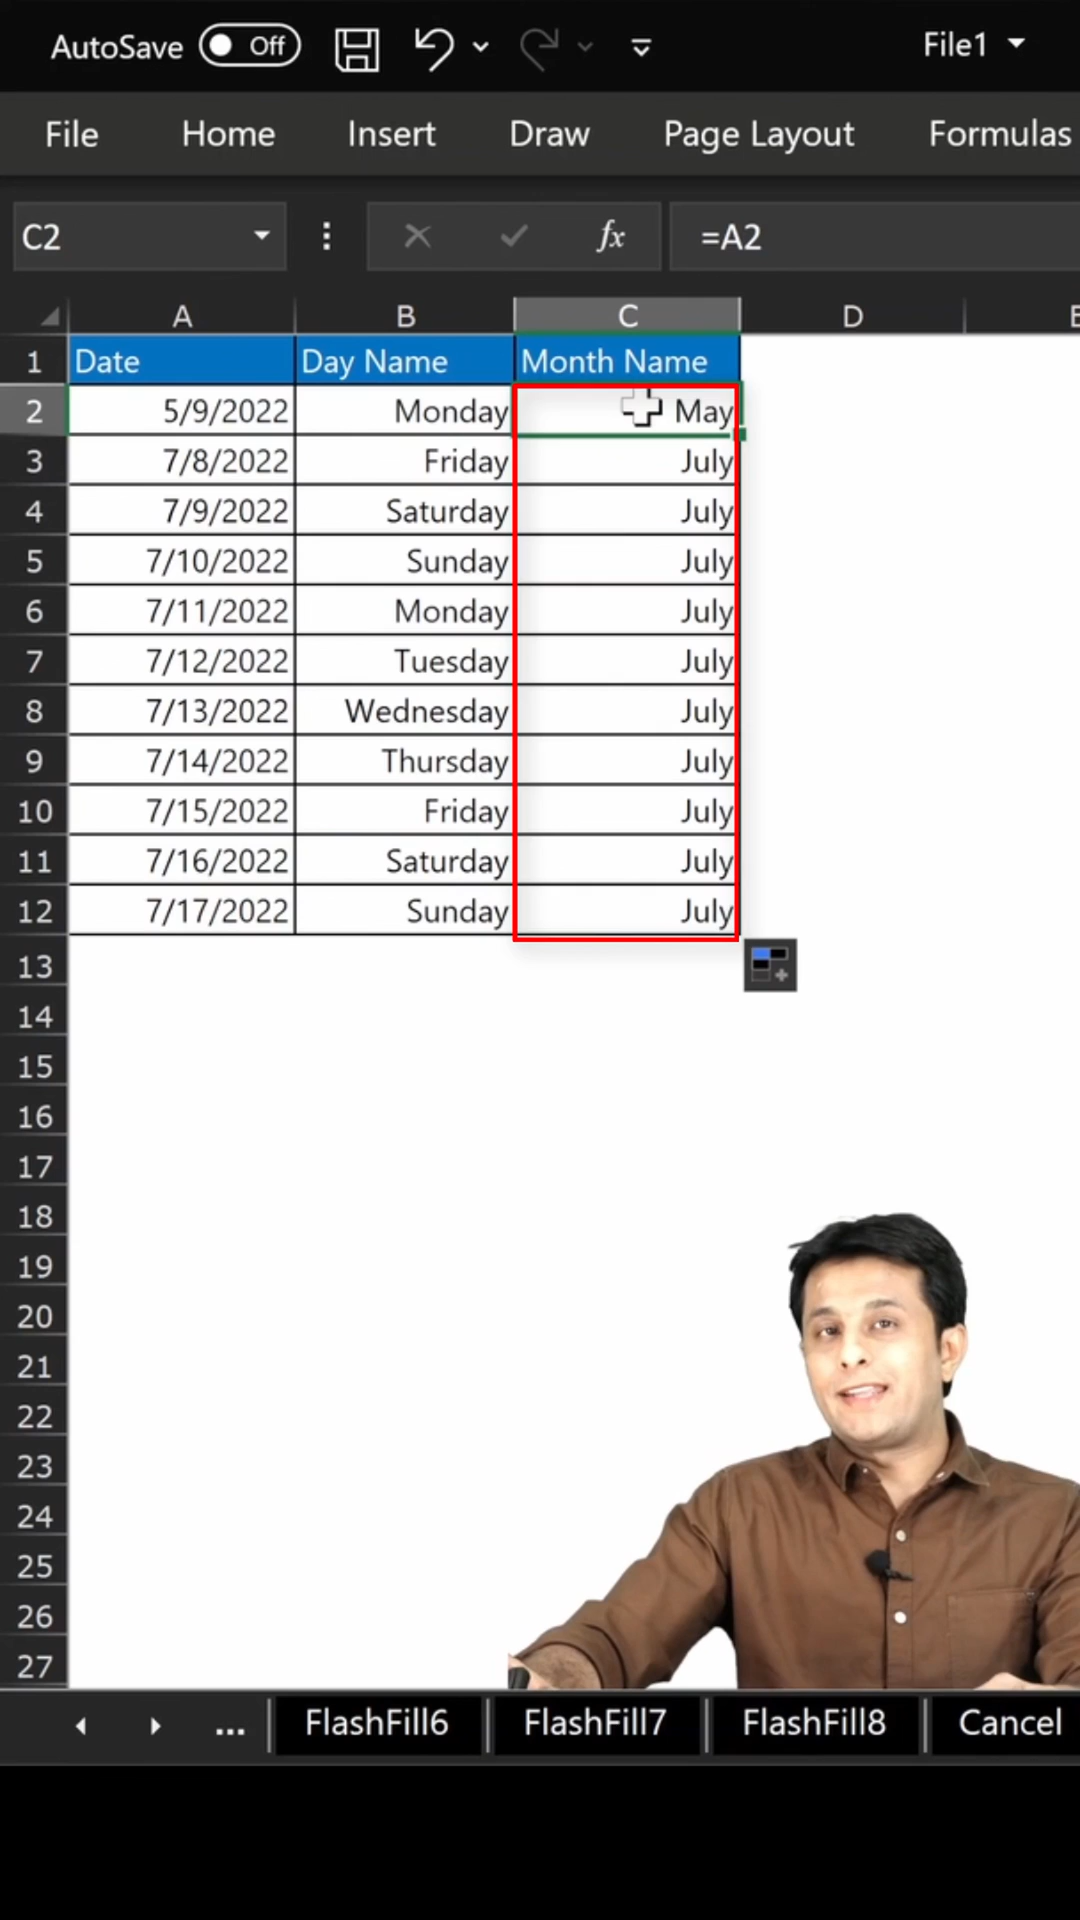 AutoSave Off File1
File Home Insert Draw Page Layout Formulas
C2 fx =A2
A B C D E
1 Date Day Name Month Name
2 5/9/2022 Monday May
3 7/8/2022 Friday July
4 7/9/2022 Saturday July
5 7/10/2022 Sunday July
6 7/11/2022 Monday July
7 7/12/2022 Tuesday July
8 7/13/2022 Wednesday July
9 7/14/2022 Thursday July
10 7/15/2022 Friday July
11 7/16/2022 Saturday July
12 7/17/2022 Sunday July
13
14
15
16
17
18
19
20
21
22
23
24
25
26
27
... FlashFill6 FlashFill7 FlashFill8 Cancel